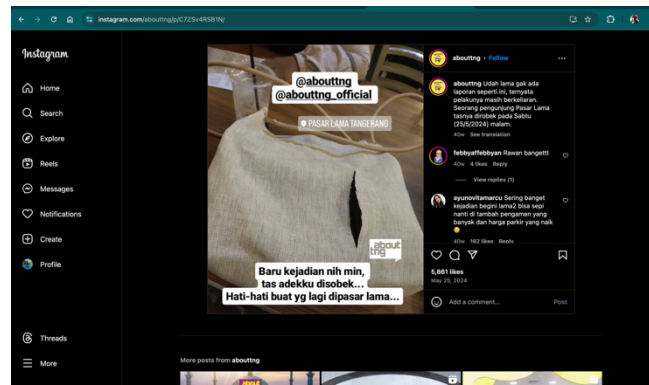 instagram.com/abouttng/p/C7Z5v4RSB1N/
Instagram
Home
Search
Explore
Reels
Messages
Notifications
Create
Profile
Threads
More
@abouttng
@abouttng_official
PASAR LAMA TANGERANG
about
tng
Baru kejadian nih min,
tas adekku disobek...
Hati-hati buat yg lagi dipasar lama...
abouttng • Follow
abouttng Udah lama gak ada
laporan seperti ini, ternyata
pelakunya masih berkeliaran.
Seorang pengunjung Pasar Lama
tasnya dirobek pada Sabtu
(25/5/2024) malam.
40w See translation
febbyaffebbyan Rawan bangettt
40w 4 likes Reply
View replies (1)
ayunovitamarcu Sering banget
kejadian begini lama2 bisa sepi
nanti di tambah pengamen yang
banyak dan harga parkir yang naik
40w 162 likes Reply
5,861 likes
May 25, 2024
Add a comment...
Post
More posts from abouttng
about